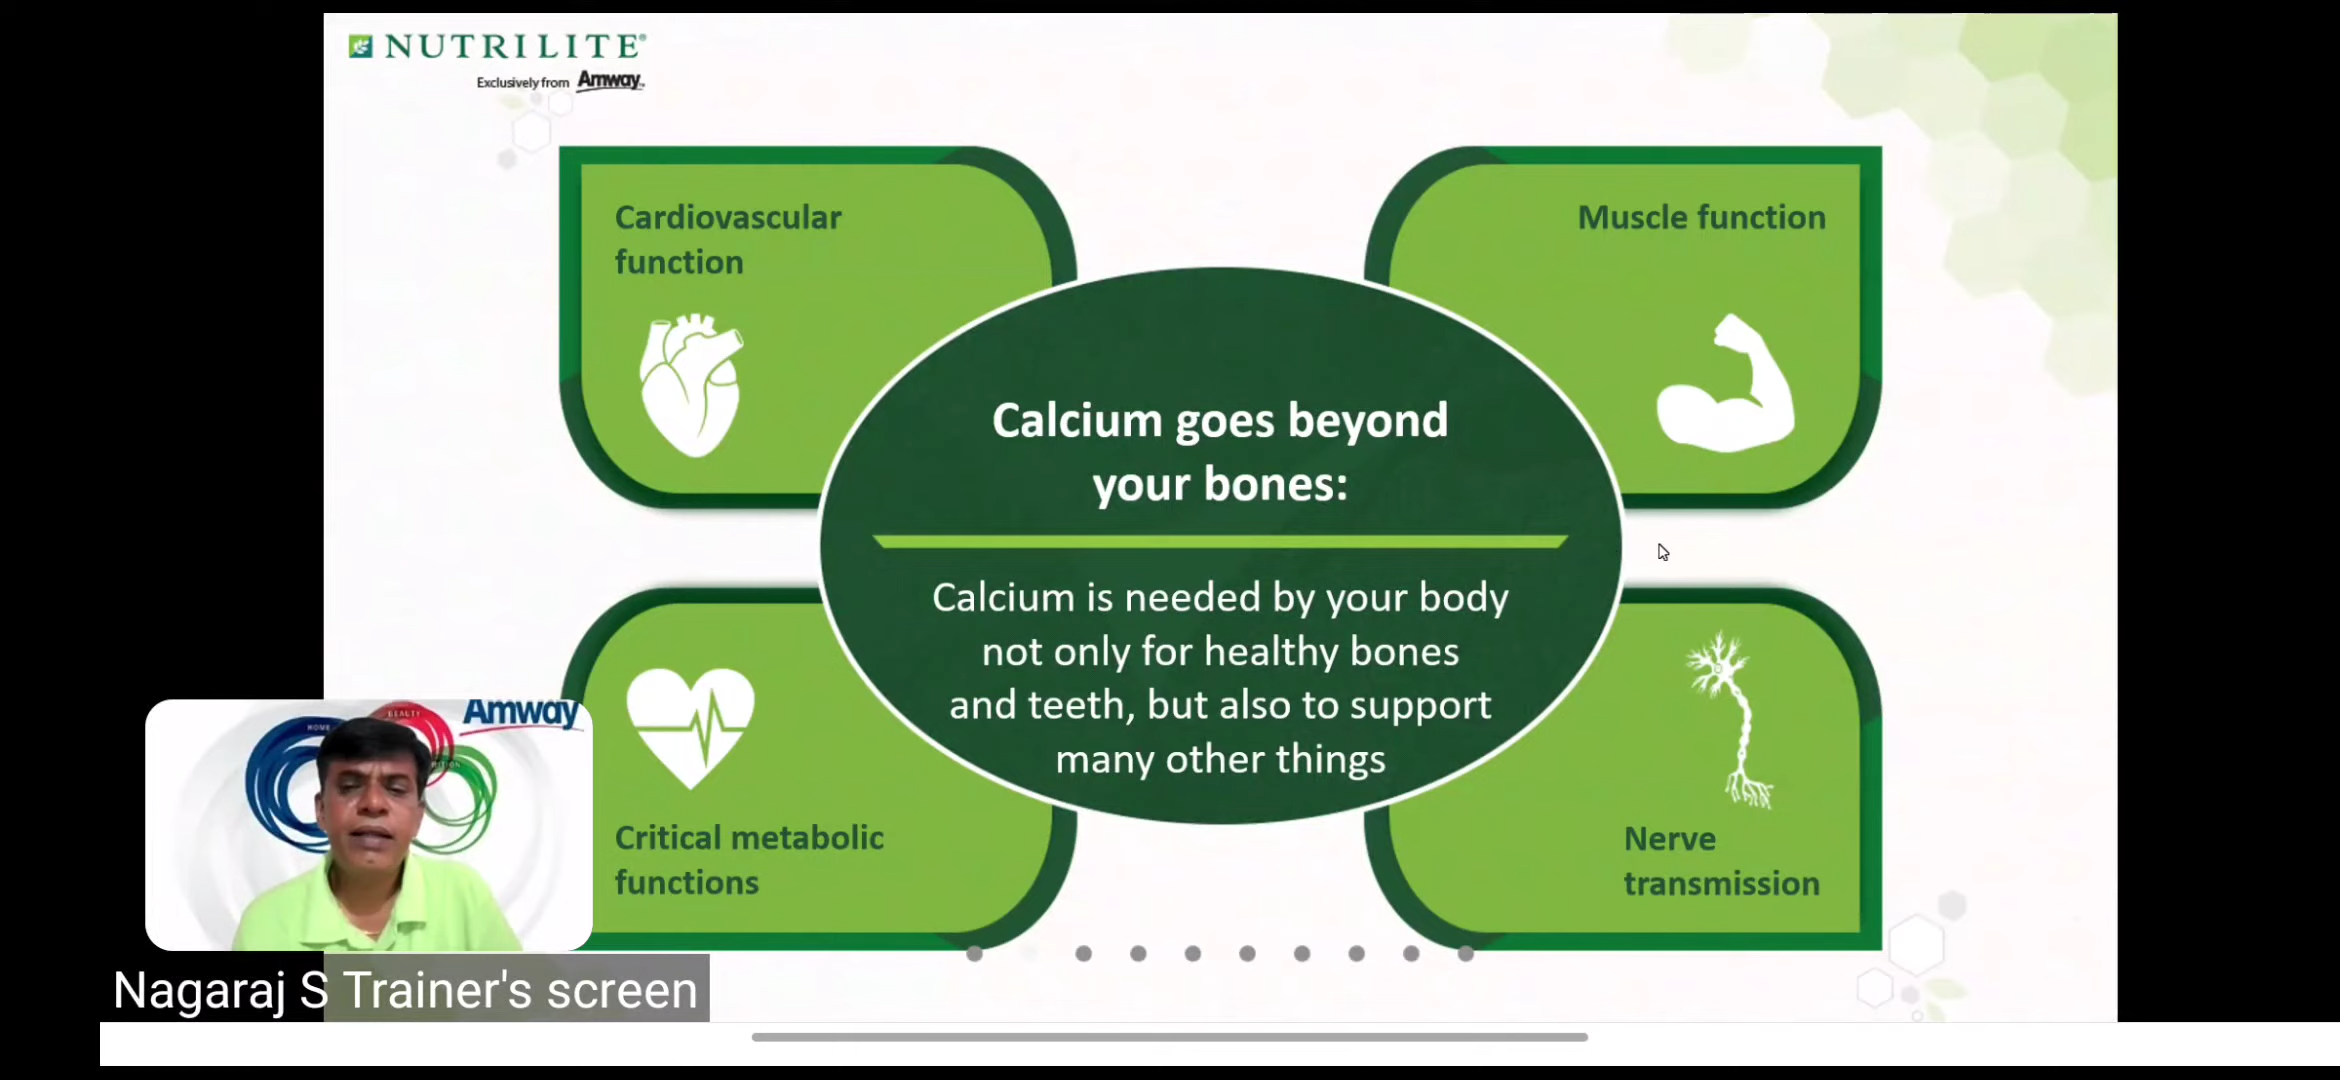 NUTRILITE®
Exclusively from Amway
Cardiovascular
function
Muscle function
Calcium goes beyond
your bones:
Calcium is needed by your body
not only for healthy bones
and teeth, but also to support
many other things
Critical metabolic
functions
Nerve
transmission
Amway
HOME
BEAUTY
Nagaraj S Trainer's screen